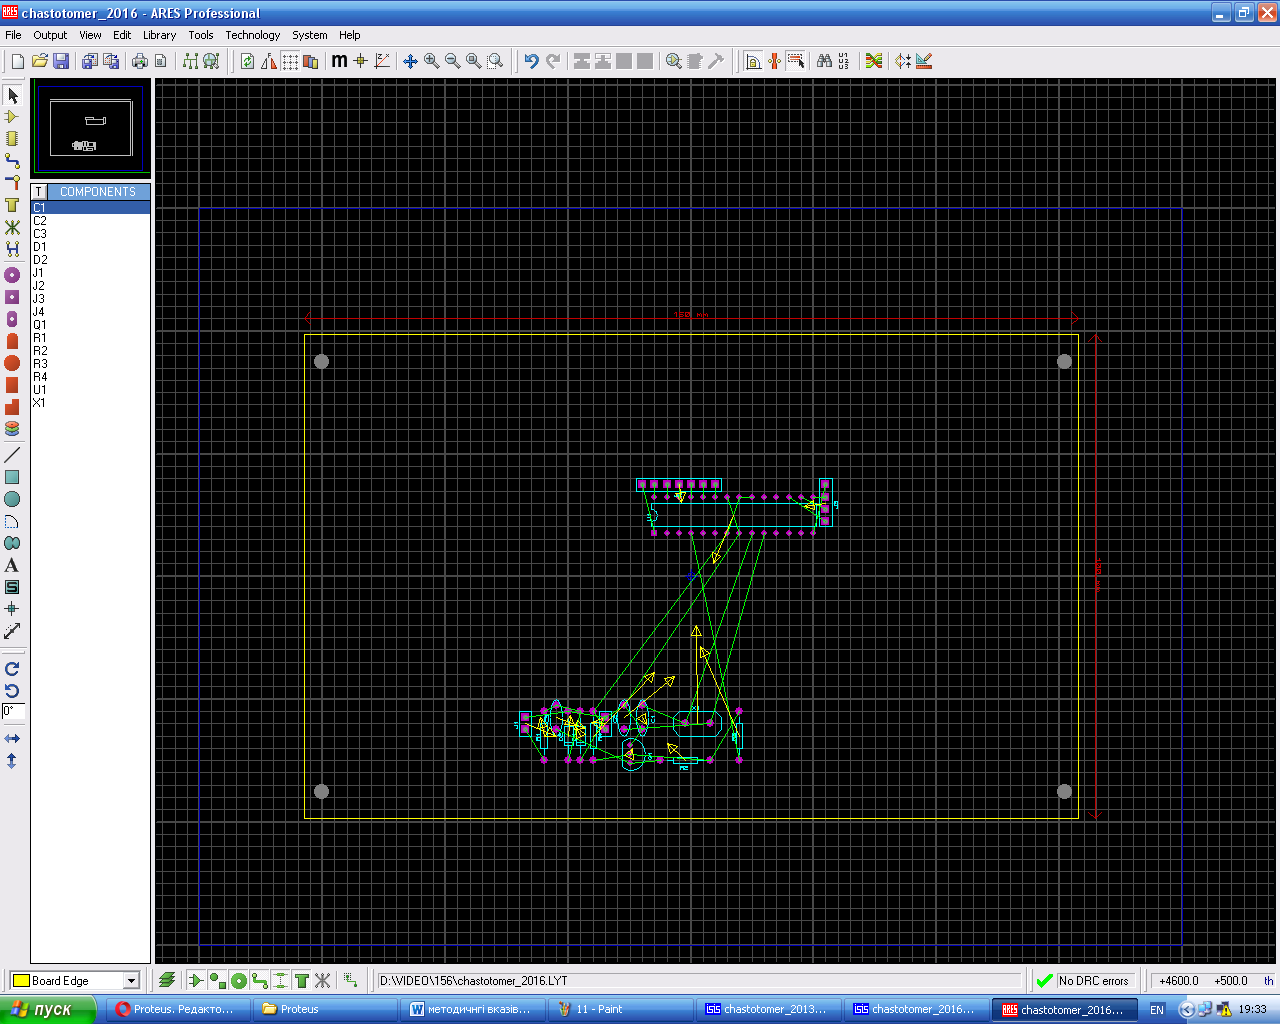 chastotomer_2016 - ARES Professional
File Output View Edit Library Tools Technology System Help
T COMPONENTS
C1
C2
C3
D1
D2
J1
J2
J3
J4
Q1
R1
R2
R3
R4
U1
X1
0°
Board Edge
D:\VIDEO\156\chastotomer_2016.LYT
No DRC errors
+4600.0 +500.0 th
пуск
Proteus. Редакто...
Proteus
методичнгі вказівс...
11 - Paint
chastotomer_2013...
chastotomer_2016...
chastotomer_2016...
EN
19:33